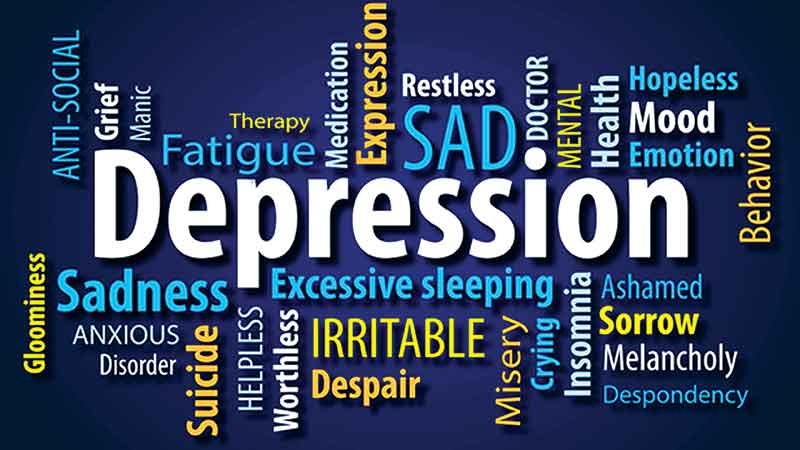 ANTI-SOCIAL
Grief
Manic
Therapy
Fatigue
Medication
Expression
Restless
SAD
DOCTOR
MENTAL
Health
Hopeless
Mood
Emotion
Behavior
Depression
Gloominess
Sadness
ANXIOUS
Disorder
Suicide
HELPLESS
Worthless
Excessive sleeping
IRRITABLE
Despair
Misery
Crying
Insomnia
Ashamed
Sorrow
Melancholy
Despondency